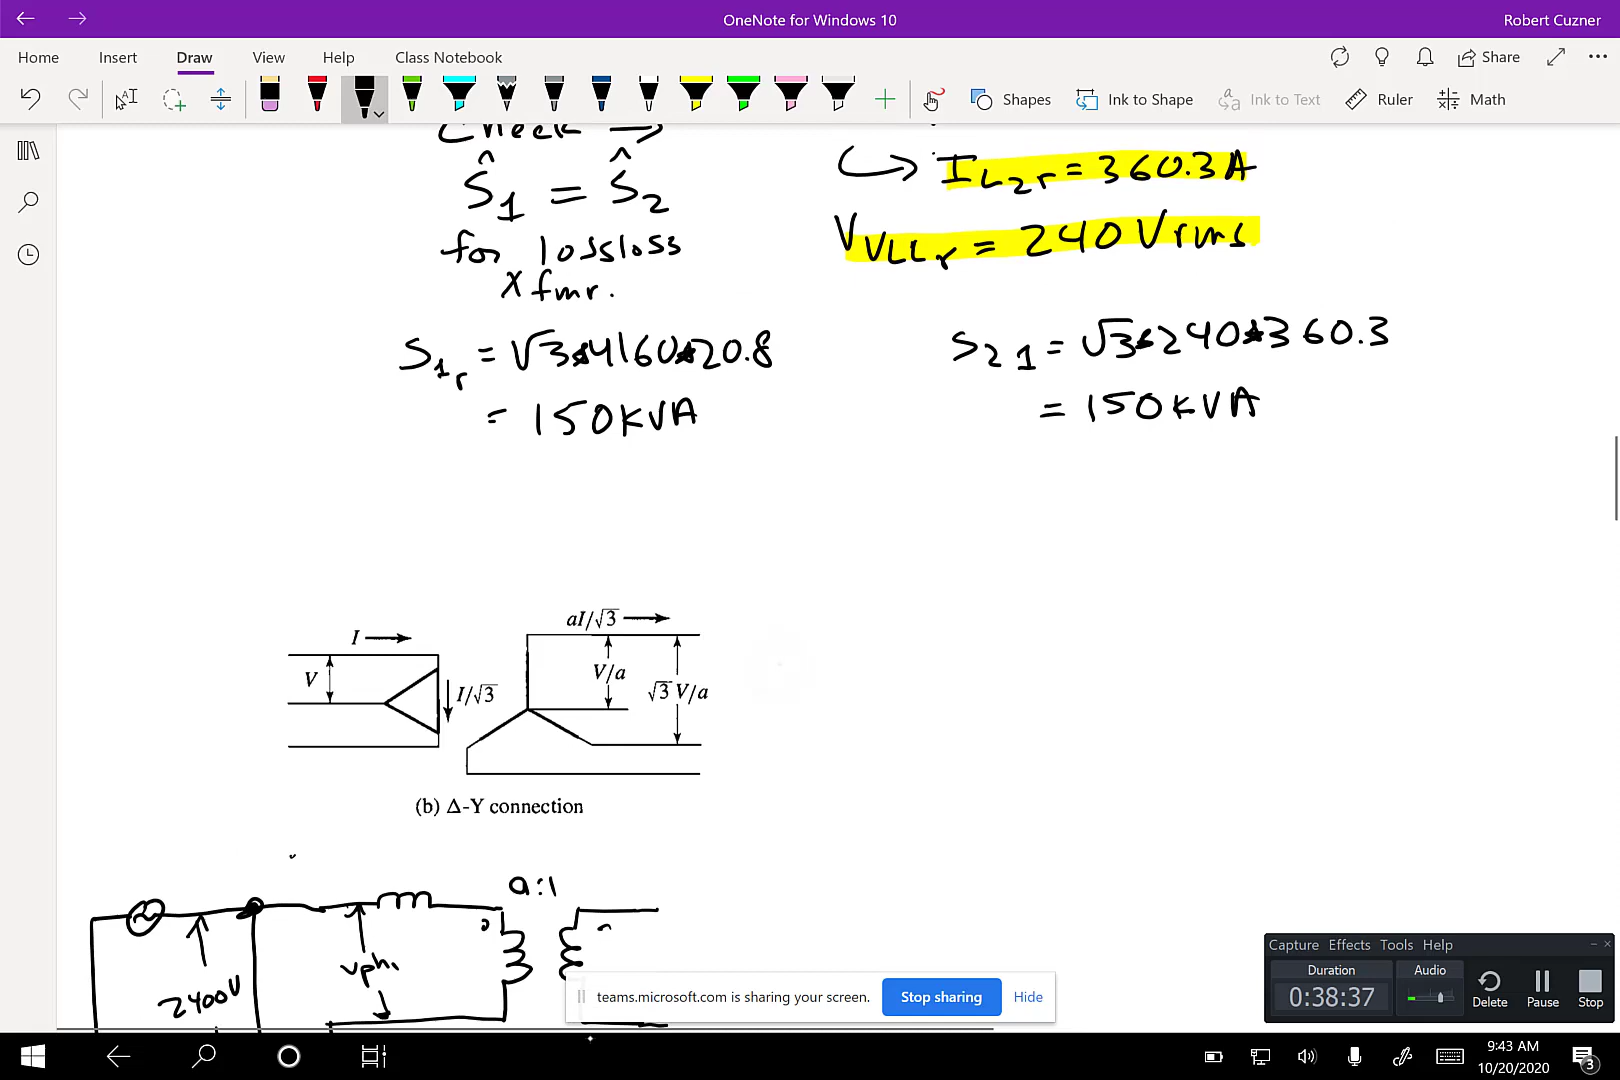 OneNote for Windows 10
Robert Cuzner
Home Insert Draw View Help Class Notebook
Share
Shapes Ink to Shape Ink to Text Ruler Math
Check →
Ŝ1 = Ŝ2
for lossloss
xfmr.
S1r = √3*4160*20.8
= 150kVA
IL2r = 360.3A
VVLLr = 240 Vrms
S21 = √3*240*360.3
= 150kVA
I
V
I/√3
aI/√3
V/a
√3 V/a
(b) Δ-Y connection
a:1
2400V
Vph1
teams.microsoft.com is sharing your screen. Stop sharing Hide
Capture Effects Tools Help
Duration Audio
0:38:37 Delete Pause Stop
9:43 AM
10/20/2020
3